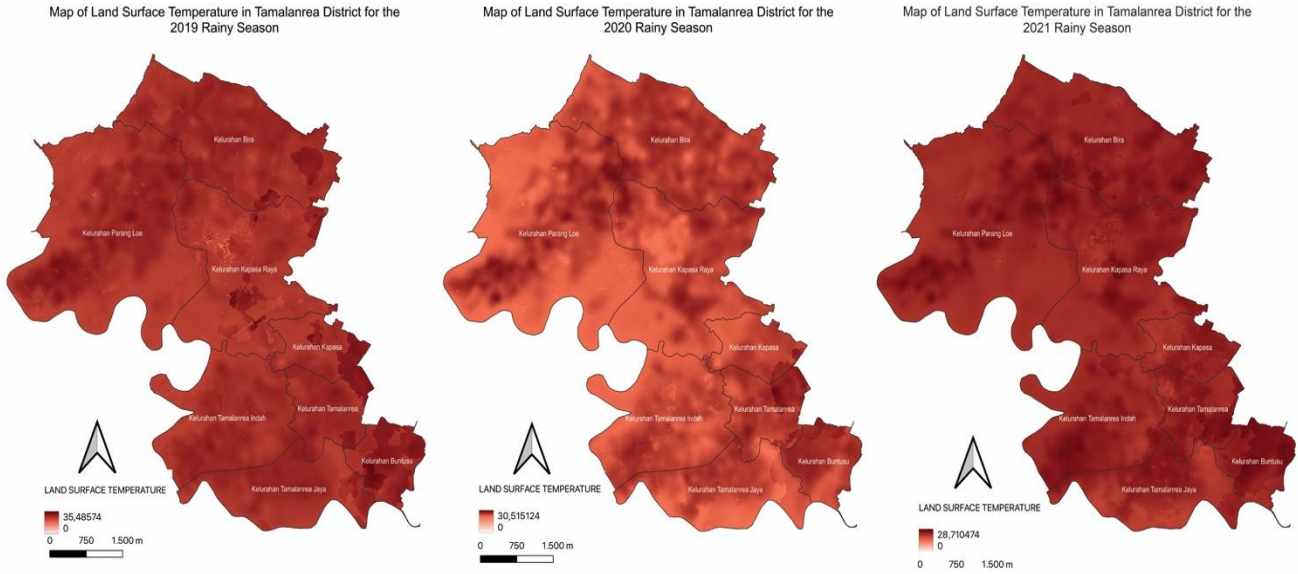 Map of Land Surface Temperature in Tamalanrea District for the
2019 Rainy Season
Kelurahan Bira
Kelurahan Parang Loe
Kelurahan Kapasa Raya
Kelurahan Kapasa
Kelurahan Tamalanrea
Kelurahan Tamalanrea Indah
Kelurahan Buntusu
Kelurahan Tamalanrea Jaya
LAND SURFACE TEMPERATURE
35,48574
0
0 750 1.500 m
Map of Land Surface Temperature in Tamalanrea District for the
2020 Rainy Season
Kelurahan Bira
Kelurahan Parang Loe
Kelurahan Kapasa Raya
Kelurahan Kapasa
Kelurahan Tamalanrea
Kelurahan Tamalanrea Indah
Kelurahan Buntusu
Kelurahan Tamalanrea Jaya
LAND SURFACE TEMPERATURE
30,515124
0
0 750 1.500 m
Map of Land Surface Temperature in Tamalanrea District for the
2021 Rainy Season
Kelurahan Bira
Kelurahan Parang Loe
Kelurahan Kapasa Raya
Kelurahan Kapasa
Kelurahan Tamalanrea
Kelurahan Tamalanrea Indah
Kelurahan Buntusu
Kelurahan Tamalanrea Jaya
LAND SURFACE TEMPERATURE
28,710474
0
0 750 1.500 m